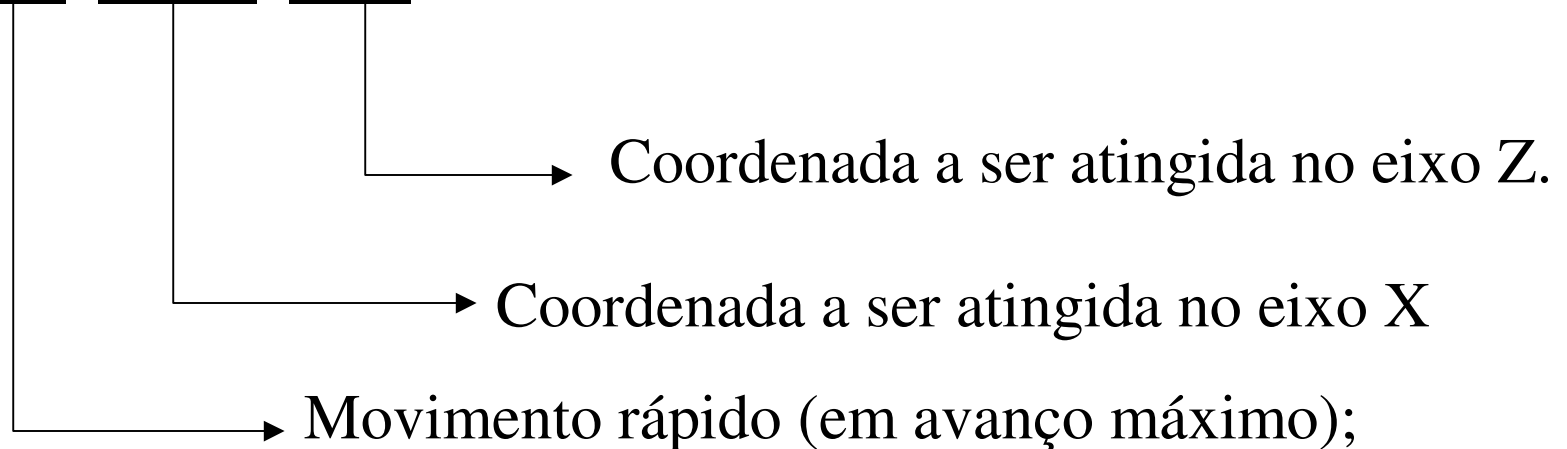 Coordenada a ser atingida no eixo Z.
Coordenada a ser atingida no eixo X
Movimento rápido (em avanço máximo);